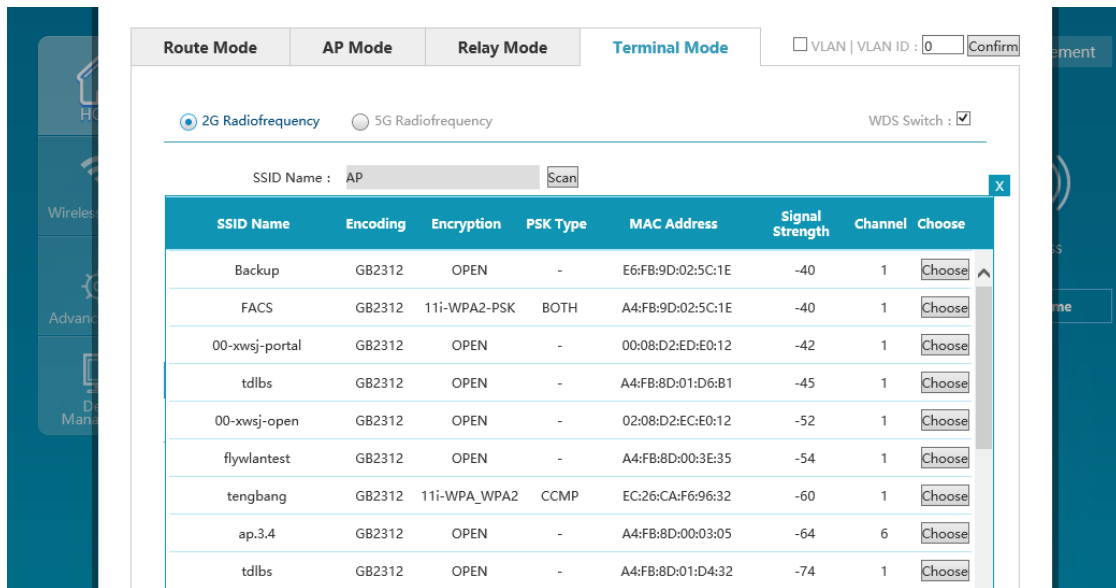 Route Mode AP Mode Relay Mode Terminal Mode VLAN | VLAN ID : 0 Confirm
2G Radiofrequency 5G Radiofrequency WDS Switch :
SSID Name : AP Scan
X
SSID Name Encoding Encryption PSK Type MAC Address Signal Strength Channel Choose
Backup GB2312 OPEN - E6:FB:9D:02:5C:1E -40 1 Choose
FACS GB2312 11i-WPA2-PSK BOTH A4:FB:9D:02:5C:1E -40 1 Choose
00-xwsj-portal GB2312 OPEN - 00:08:D2:ED:E0:12 -42 1 Choose
tdlbs GB2312 OPEN - A4:FB:8D:01:D6:B1 -45 1 Choose
00-xwsj-open GB2312 OPEN - 02:08:D2:EC:E0:12 -52 1 Choose
flywlantest GB2312 OPEN - A4:FB:8D:00:3E:35 -54 1 Choose
tengbang GB2312 11i-WPA_WPA2 CCMP EC:26:CA:F6:96:32 -60 1 Choose
ap.3.4 GB2312 OPEN - A4:FB:8D:00:03:05 -64 6 Choose
tdlbs GB2312 OPEN - A4:FB:8D:01:D4:32 -74 1 Choose